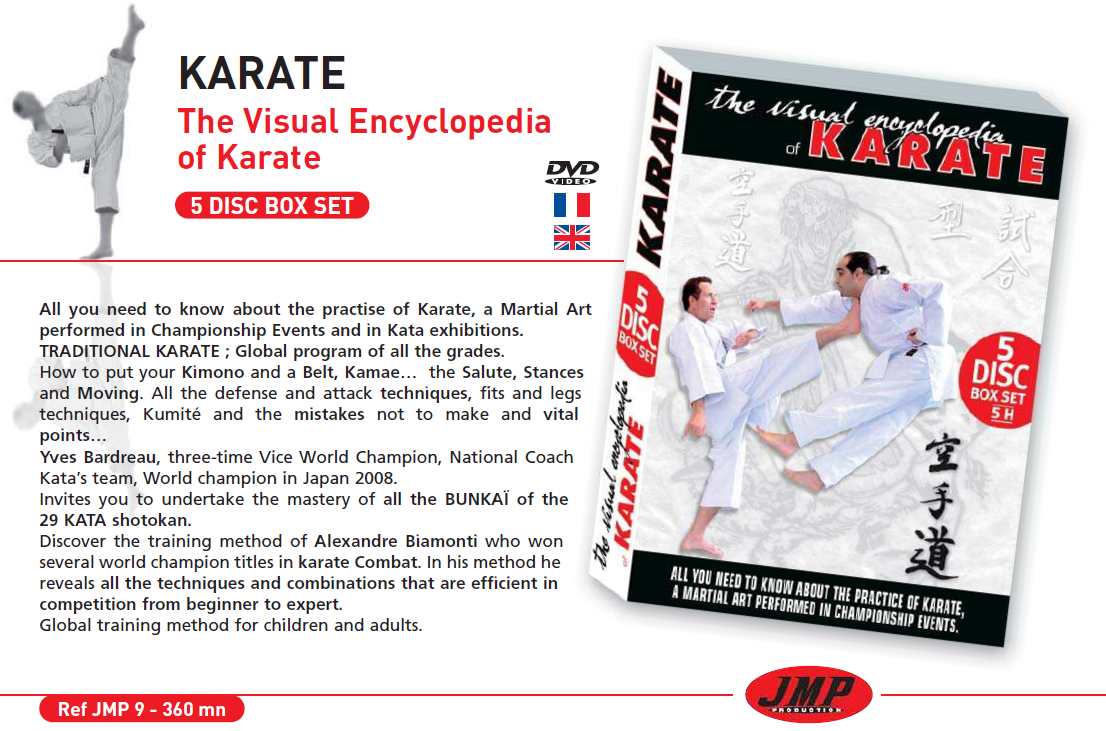 KARATE
The Visual Encyclopedia
of Karate
5 DISC BOX SET
DVD
VIDEO
All you need to know about the practise of Karate, a Martial Art
performed in Championship Events and in Kata exhibitions.
TRADITIONAL KARATE ; Global program of all the grades.
How to put your Kimono and a Belt, Kamae… the Salute, Stances
and Moving. All the defense and attack techniques, fits and legs
techniques, Kumité and the mistakes not to make and vital
points…
Yves Bardreau, three-time Vice World Champion, National Coach
Kata’s team, World champion in Japan 2008.
Invites you to undertake the mastery of all the BUNKAÏ of the
29 KATA shotokan.
Discover the training method of Alexandre Biamonti who won
several world champion titles in karate Combat. In his method he
reveals all the techniques and combinations that are efficient in
competition from beginner to expert.
Global training method for children and adults.
Ref JMP 9 - 360 mn
KARATE
5
DISC
BOX SET
the visual encyclopedia
of KARATE
the visual encyclopedia
of KARATE
空手道
型
試合
5
DISC
BOX SET
5 H
空手道
ALL YOU NEED TO KNOW ABOUT THE PRACTICE OF KARATE,
A MARTIAL ART PERFORMED IN CHAMPIONSHIP EVENTS.
JMP
PRODUCTION